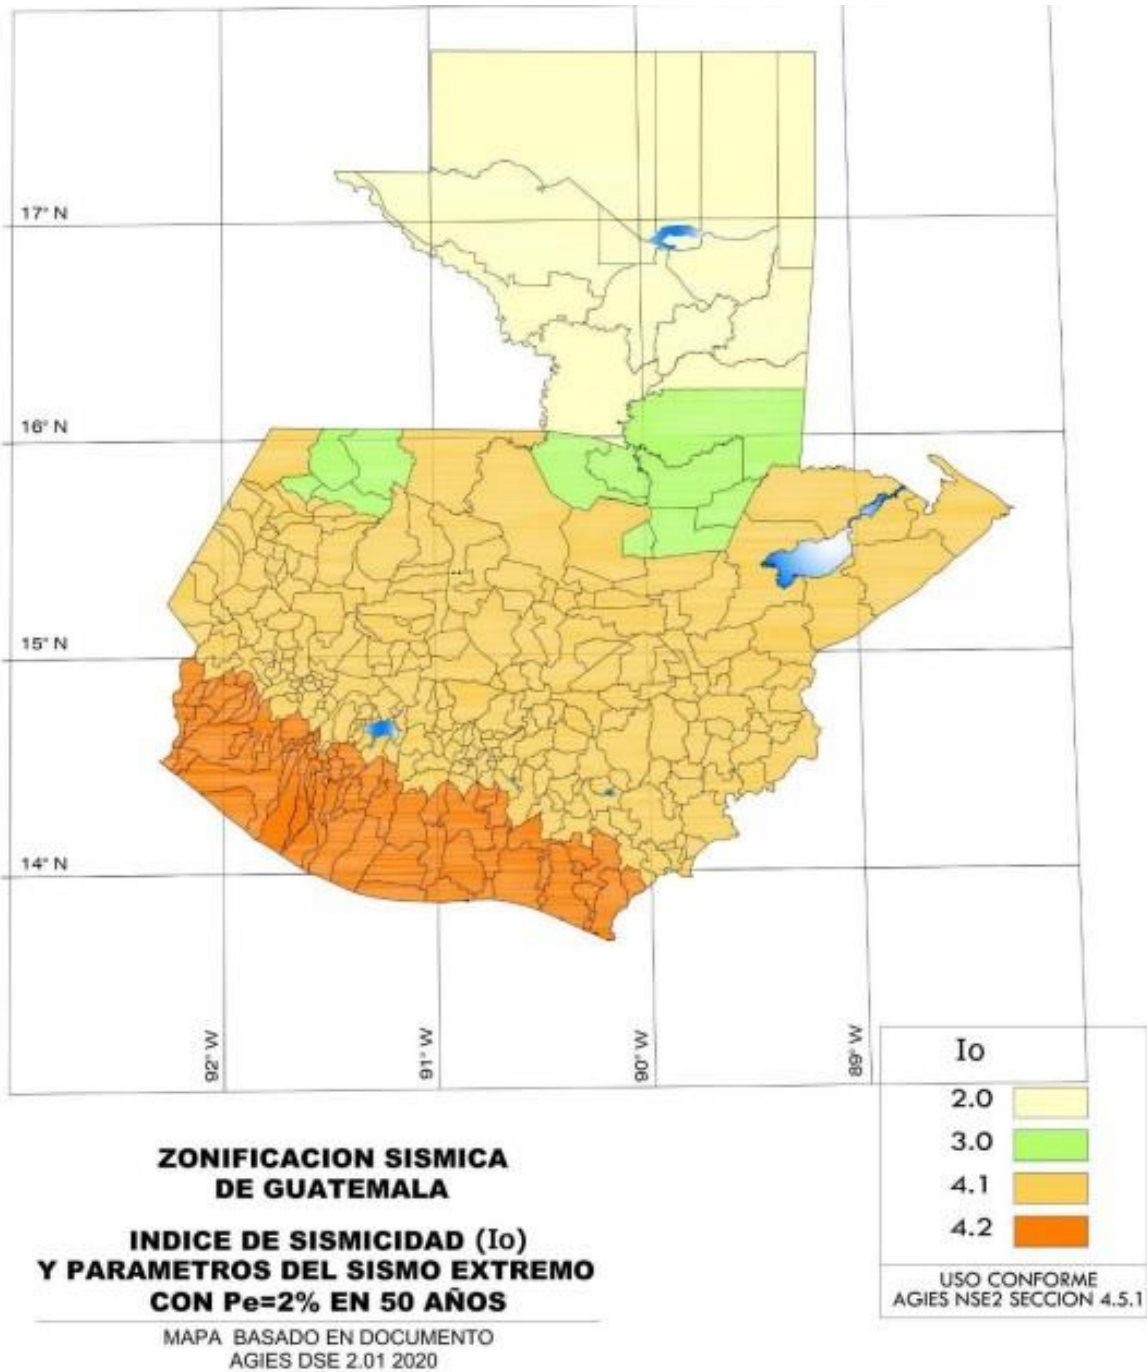 17° N
16° N
15° N
14° N
92° W
91° W
90° W
89° W
Io
2.0
3.0
4.1
4.2
USO CONFORME
AGIES NSE2 SECCION 4.5.1
ZONIFICACION SISMICA
DE GUATEMALA
INDICE DE SISMICIDAD (Io)
Y PARAMETROS DEL SISMO EXTREMO
CON Pe=2% EN 50 AÑOS
MAPA BASADO EN DOCUMENTO
AGIES DSE 2.01 2020